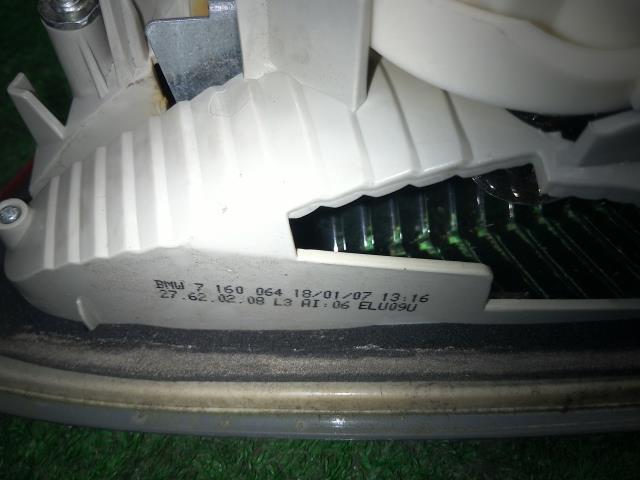 BMW 7 160 064 18/01/07 13:16
27.62.02.08 L3 AI:06 ELU09U